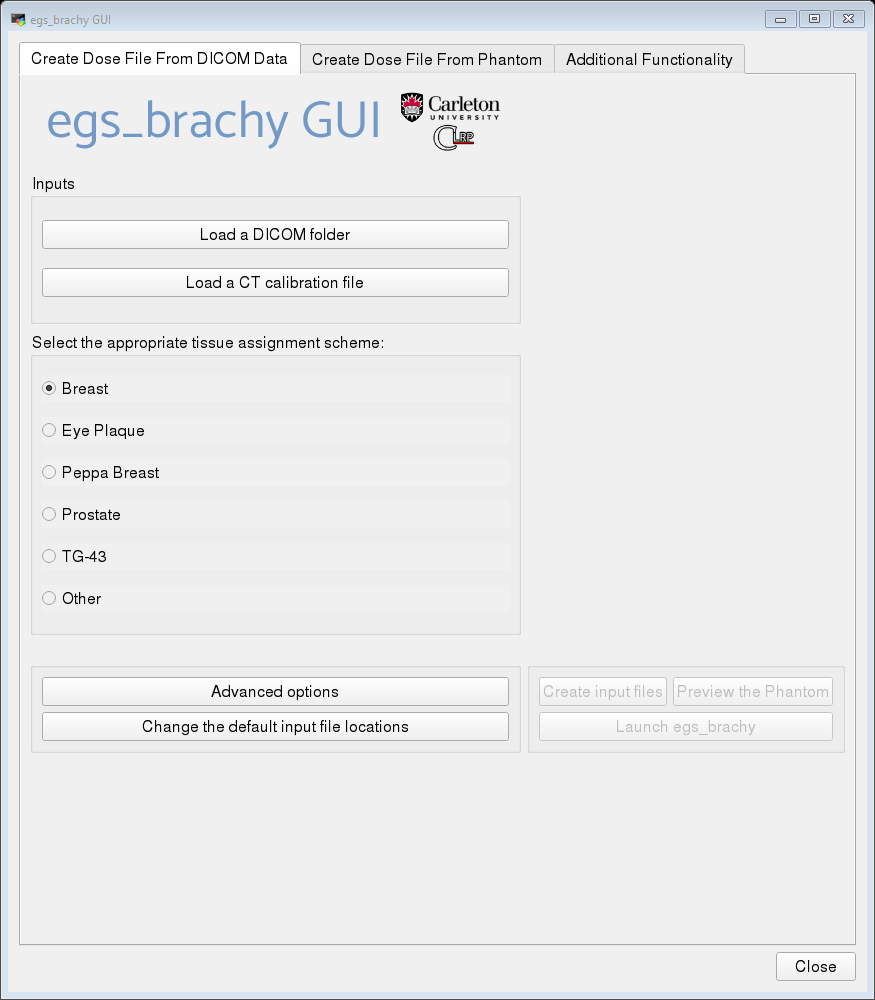 egs_brachy GUI
Create Dose File From DICOM Data
Create Dose File From Phantom
Additional Functionality
egs_brachy GUI
Carleton
UNIVERSITY
CLRP
Inputs
Load a DICOM folder
Load a CT calibration file
Select the appropriate tissue assignment scheme:
Breast
Eye Plaque
Peppa Breast
Prostate
TG-43
Other
Advanced options
Change the default input file locations
Create input files
Preview the Phantom
Launch egs_brachy
Close